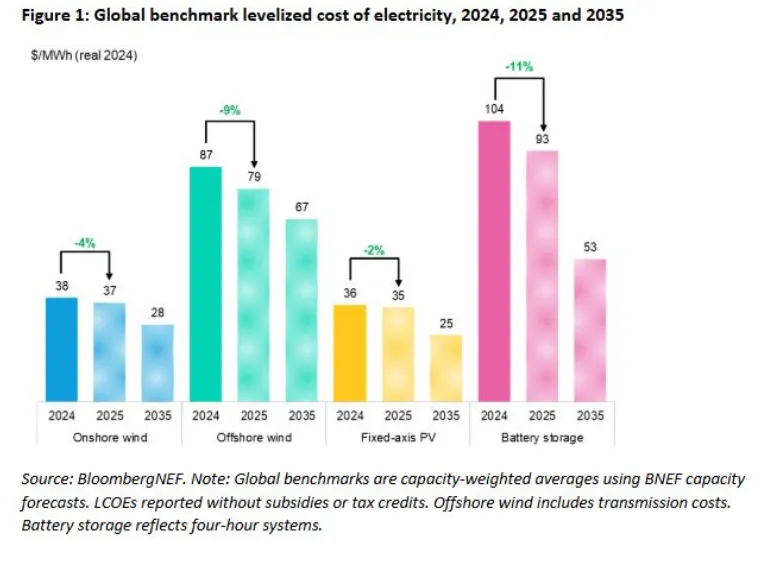 Figure 1: Global benchmark levelized cost of electricity, 2024, 2025 and 2035
$/MWh (real 2024)
-11%
104
-9%
93
87
79
67
-4%
-2%
53
38
37
36
35
28
25
2024 2025 2035 2024 2025 2035 2024 2025 2035 2024 2025 2035
Onshore wind Offshore wind Fixed-axis PV Battery storage
Source: BloombergNEF. Note: Global benchmarks are capacity-weighted averages using BNEF capacity
forecasts. LCOEs reported without subsidies or tax credits. Offshore wind includes transmission costs.
Battery storage reflects four-hour systems.